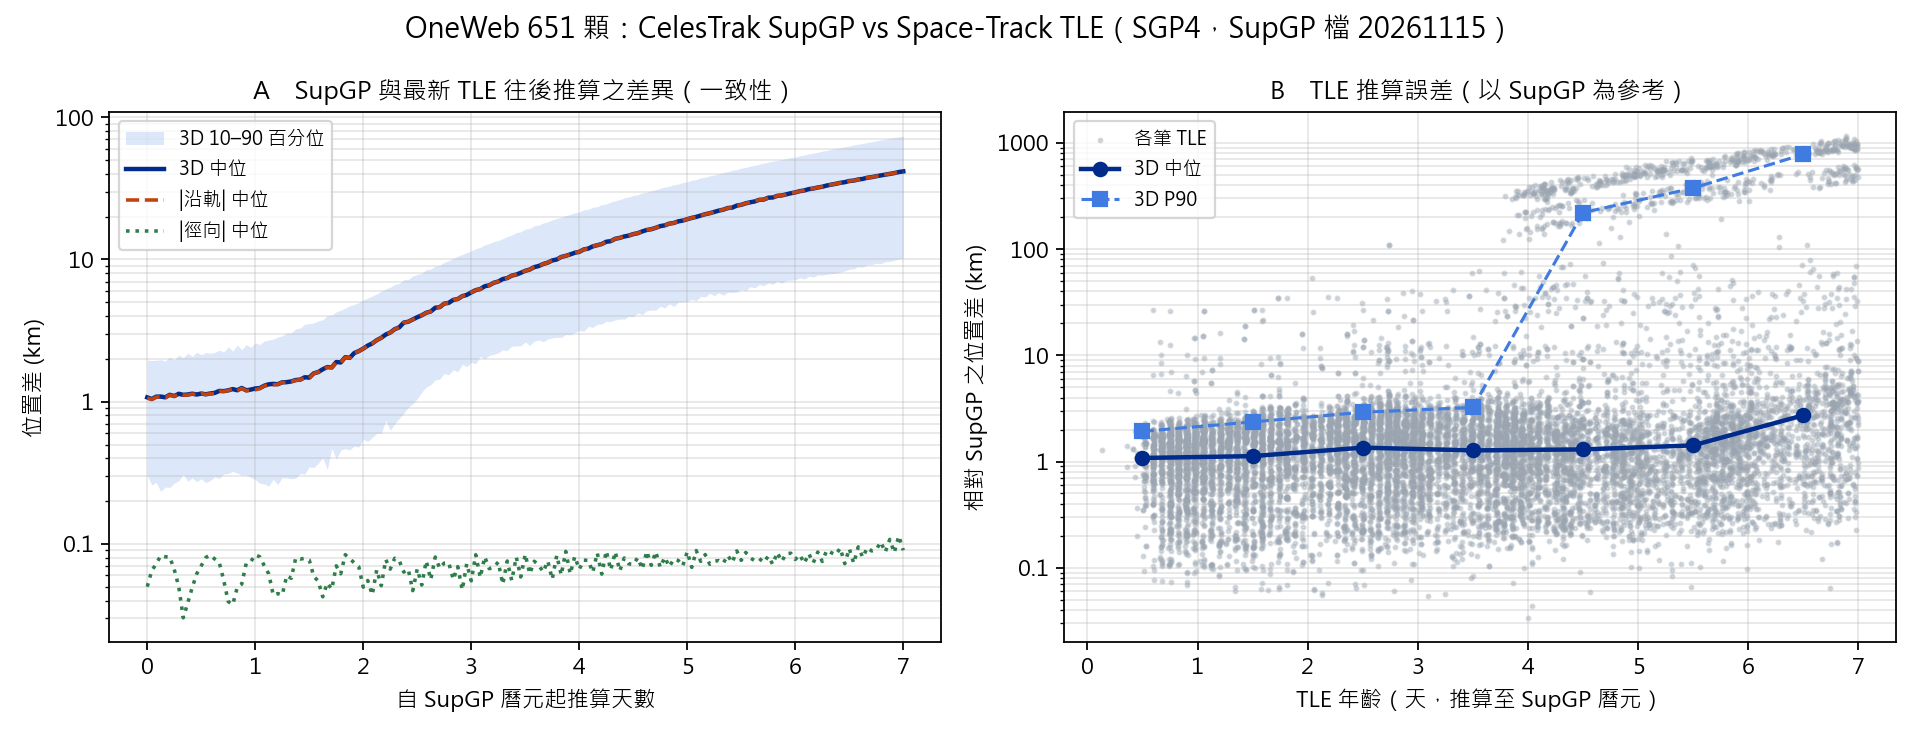 OneWeb 651 顆：CelesTrak SupGP vs Space-Track TLE（SGP4，SupGP 檔 20261115）
A　SupGP 與最新 TLE 往後推算之差異（一致性）
100
10
1
0.1
位置差 (km)
3D 10–90 百分位
3D 中位
|沿軌| 中位
|徑向| 中位
0 1 2 3 4 5 6 7
自 SupGP 曆元起推算天數
B　TLE 推算誤差（以 SupGP 為參考）
1000
100
10
1
0.1
相對 SupGP 之位置差 (km)
各筆 TLE
3D 中位
3D P90
0 1 2 3 4 5 6 7
TLE 年齡（天，推算至 SupGP 曆元）